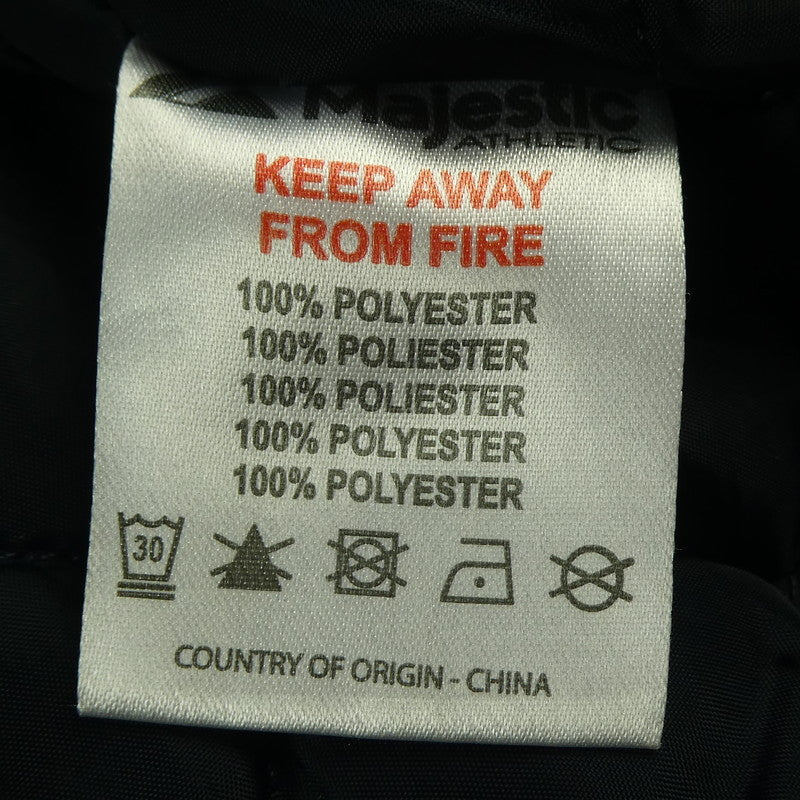 Majestic
ATHLETIC
KEEP AWAY
FROM FIRE
100% POLYESTER
100% POLIESTER
100% POLIESTER
100% POLYESTER
100% POLYESTER
30
COUNTRY OF ORIGIN - CHINA